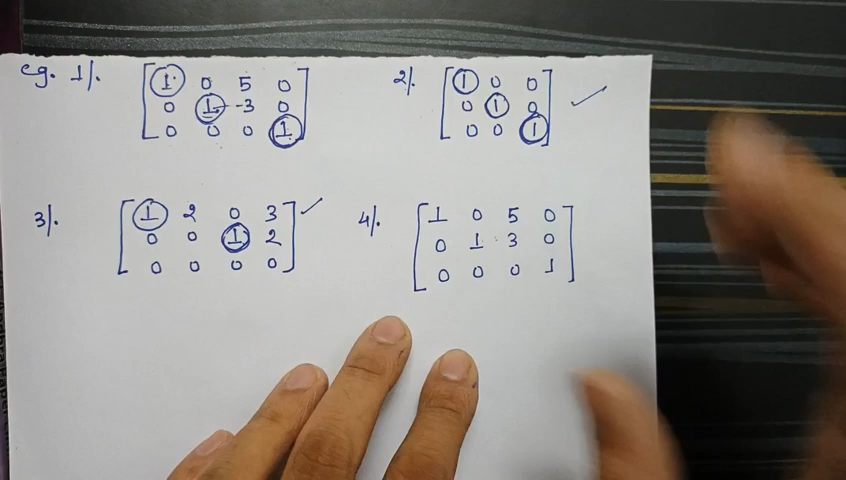 eg. 1/. [1 0 5 0
0 1 -3 0
0 0 0 1]
2/. [1 0 0
0 1 0
0 0 1] ✓
3/. [1 2 0 3
0 0 1 2
0 0 0 0] ✓
4/. [1 0 5 0
0 1 3 0
0 0 0 1]